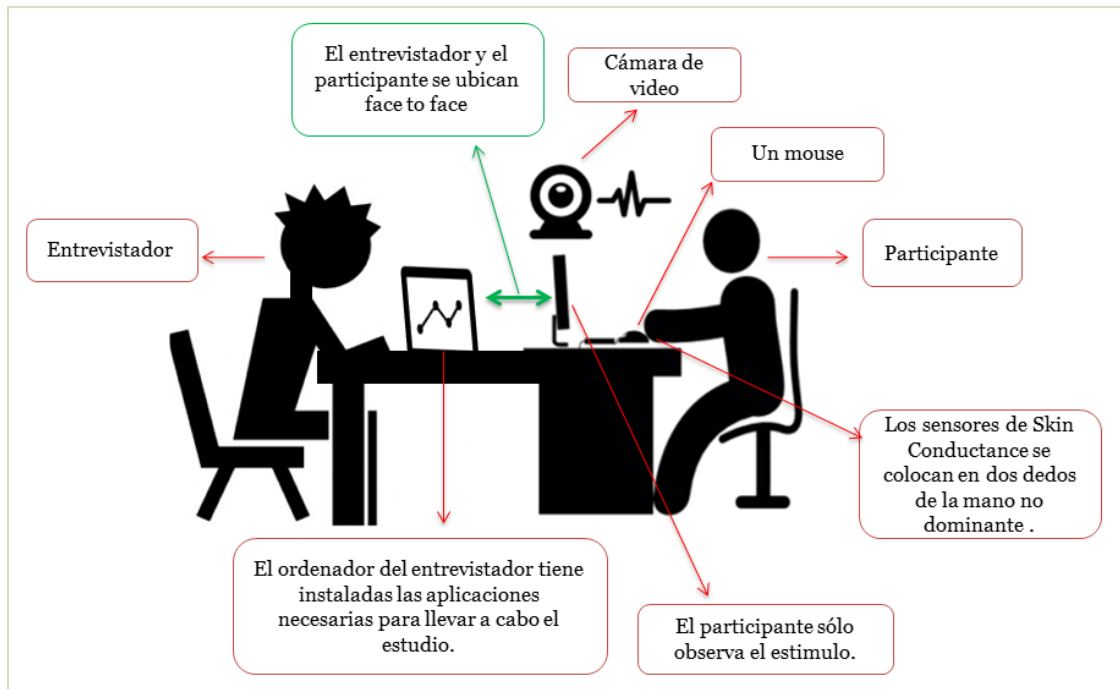 El entrevistador y el
participante se ubican
face to face
Cámara de
video
Un mouse
Entrevistador
Participante
Los sensores de Skin
Conductance se
colocan en dos dedos
de la mano no
dominante .
El ordenador del entrevistador tiene
instaladas las aplicaciones
necesarias para llevar a cabo el
estudio.
El participante sólo
observa el estimulo.